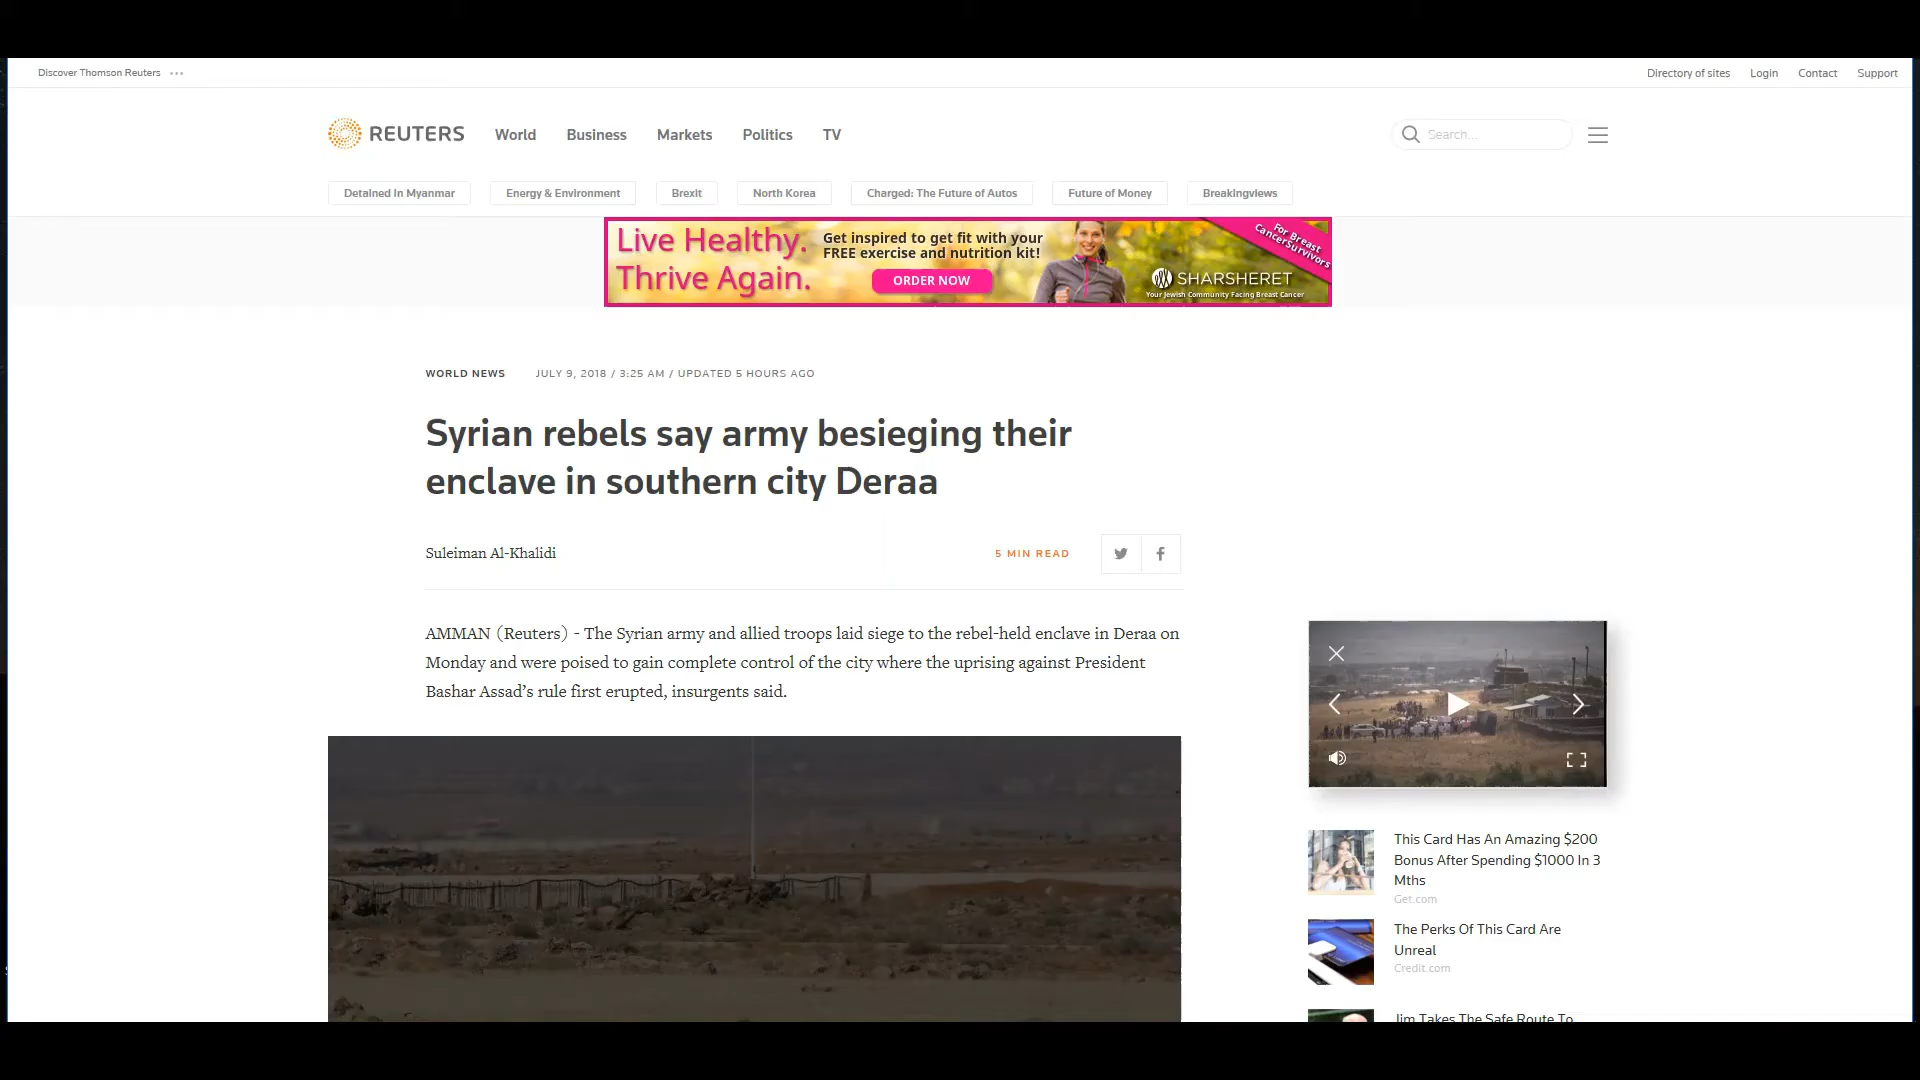 Discover Thomson Reuters
Directory of sites Login Contact Support
REUTERS World Business Markets Politics TV
Search...
Detained In Myanmar Energy & Environment Brexit North Korea Charged: The Future of Autos Future of Money Breakingviews
Live Healthy.
Thrive Again.
Get inspired to get fit with your
FREE exercise and nutrition kit!
ORDER NOW
For Breast
CancerSurvivors
SHARSHERET
Your Jewish Community Facing Breast Cancer
WORLD NEWS JULY 9, 2018 / 3:25 AM / UPDATED 5 HOURS AGO
Syrian rebels say army besieging their
enclave in southern city Deraa
Suleiman Al-Khalidi
5 MIN READ
AMMAN (Reuters) - The Syrian army and allied troops laid siege to the rebel-held enclave in Deraa on
Monday and were poised to gain complete control of the city where the uprising against President
Bashar Assad’s rule first erupted, insurgents said.
This Card Has An Amazing $200
Bonus After Spending $1000 In 3
Mths
Get.com
The Perks Of This Card Are
Unreal
Credit.com
Jim Takes The Safe Route To